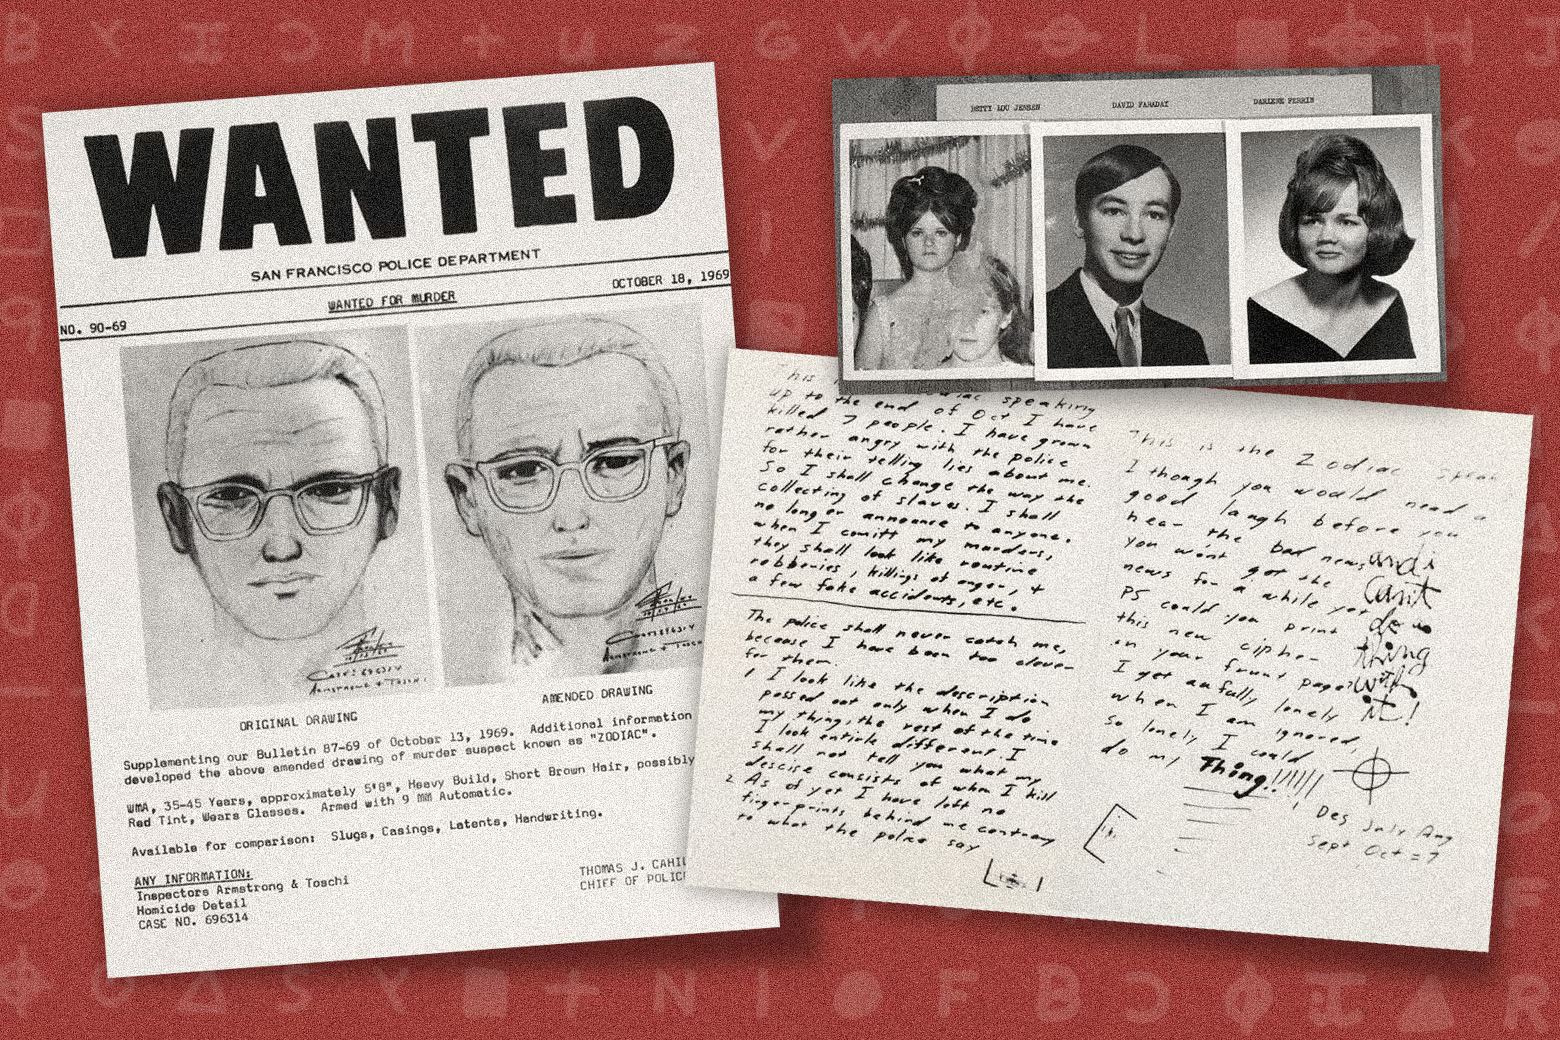 WANTED
SAN FRANCISCO POLICE DEPARTMENT
NO. 90-69
WANTED FOR MURDER
OCTOBER 18, 1969
ORIGINAL DRAWING
AMENDED DRAWING
Supplementing our Bulletin 87-69 of October 13, 1969. Additional information
developed the above amended drawing of murder suspect known as "ZODIAC".
WMA, 35-45 Years, approximately 5'8", Heavy Build, Short Brown Hair, possibly
Red Tint, Wears Glasses. Armed with 9 MM Automatic.
Available for comparison: Slugs, Casings, Latents, Handwriting.
ANY INFORMATION:
Inspectors Armstrong & Toschi
Homicide Detail
CASE NO. 696314
THOMAS J. CAHIL
CHIEF OF POLIC
BETTY LOU JENSEN
DAVID FARADAY
DARLENE FERRIN
speaking
up to the end of Oct I have
killed 7 people. I have grown
rather angry with the police
for their telling lies about me.
So I shall change the way the
collecting of slaves. I shall
no longer announce to anyone.
when I comitt my murders,
they shall look like routine
robberies, killings of anger, +
a few fake accidents, etc.
The police shall never catch me,
because I have been too clever
for them.
1 I look like the description
passed out only when I do
my thing, the rest of the time
I look entirle different. I
shall not tell you what my
descise consists of when I kill
2 As of yet I have left no
fingerprints behind me contrary
to what the police say
This is the Zodiac speak
I though you would need a
good laugh before you
hear the bad news
you won't get the
news for a while yet
PS could you print
this new cipher
in your frunt page?
I get awfully lonely
when I am ignored,
so lonely I could
do my Thing!!!!!!
and i
cant
do a
thing
with
it!
Des July Aug
Sept Oct = 7